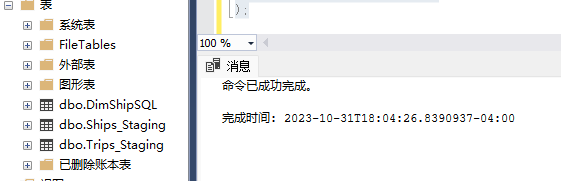 表
系统表
FileTables
外部表
图形表
dbo.DimShipSQL
dbo.Ships_Staging
dbo.Trips_Staging
已删除账本表
);
100 %
消息
命令已成功完成。
完成时间: 2023-10-31T18:04:26.8390937-04:00